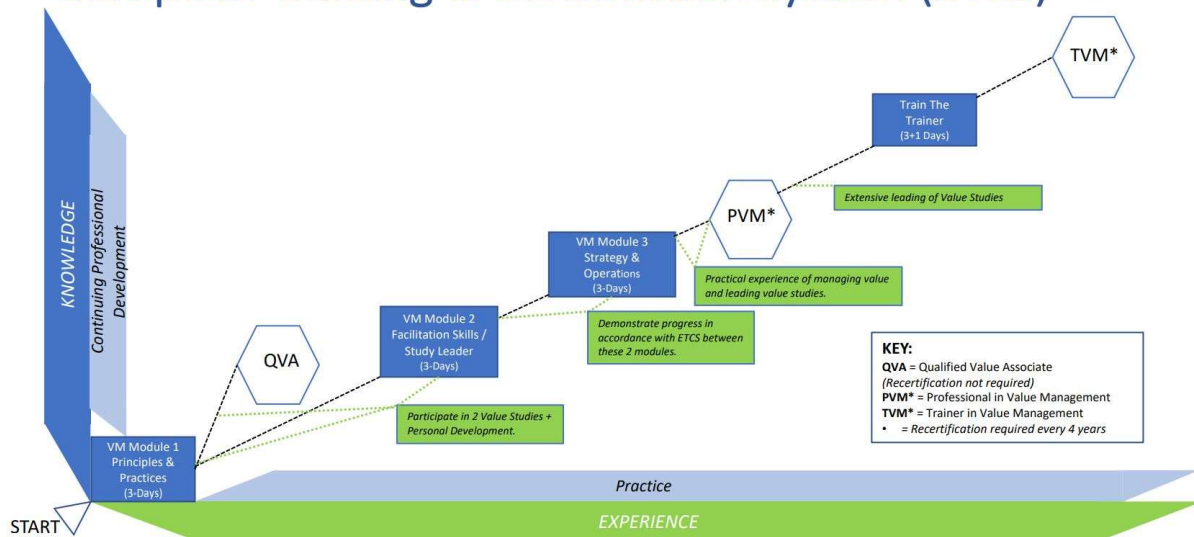 TVM*
Train The
Trainer
(3+1 Days)
PVM*
Extensive leading of Value Studies
KNOWLEDGE
Continuing Professional
Development
VM Module 3
Strategy &
Operations
(3-Days)
Practical experience of managing value
and leading value studies.
VM Module 2
Facilitation Skills /
Study Leader
(3-Days)
Demonstrate progress in
accordance with ETCS between
these 2 modules.
QVA
KEY:
QVA = Qualified Value Associate
(Recertification not required)
PVM* = Professional in Value Management
TVM* = Trainer in Value Management
• = Recertification required every 4 years
Participate in 2 Value Studies +
Personal Development.
VM Module 1
Principles &
Practices
(3-Days)
Practice
START
EXPERIENCE